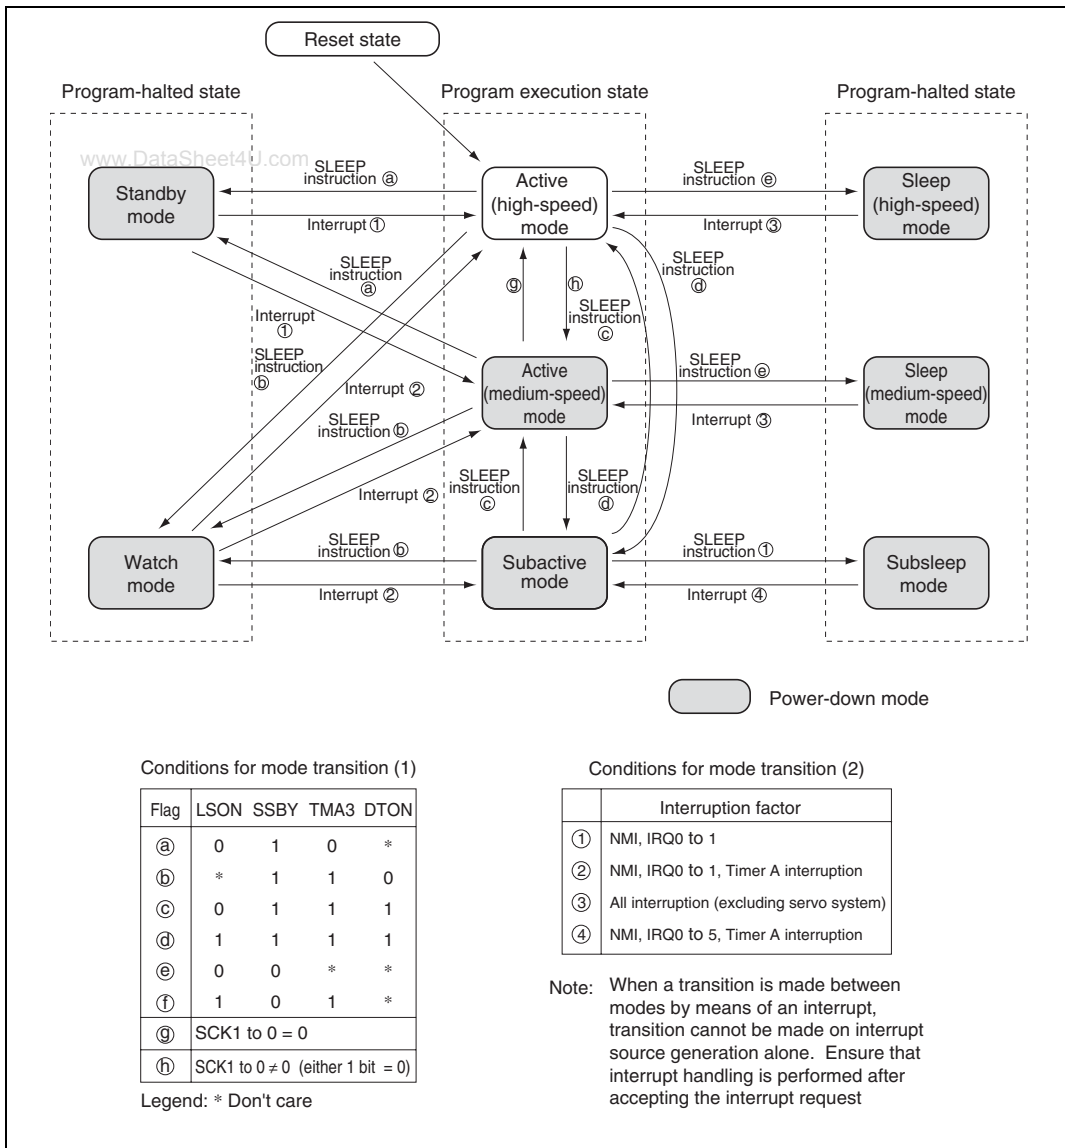 Reset state
Program-halted state
Program execution state
Program-halted state
www.DataSheet4U.com
Standby
mode
SLEEP
instruction ⓐ
Interrupt ①
Active
(high-speed)
mode
SLEEP
instruction ⓔ
Interrupt ③
Sleep
(high-speed)
mode
SLEEP
instruction
ⓐ
Interrupt
①
SLEEP
instruction
ⓑ
Interrupt ②
ⓖ
ⓗ
SLEEP
instruction
ⓒ
SLEEP
instruction
ⓓ
Active
(medium-speed)
mode
SLEEP
instruction ⓔ
Interrupt ③
Sleep
(medium-speed)
mode
SLEEP
instruction ⓑ
Interrupt ②
SLEEP
instruction
ⓒ
SLEEP
instruction
ⓓ
Watch
mode
SLEEP
instruction ⓑ
Interrupt ②
Subactive
mode
SLEEP
instruction ①
Interrupt ④
Subsleep
mode
Power-down mode
Conditions for mode transition (1)
Flag LSON SSBY TMA3 DTON
ⓐ 0 1 0 *
ⓑ * 1 1 0
ⓒ 0 1 1 1
ⓓ 1 1 1 1
ⓔ 0 0 * *
ⓕ 1 0 1 *
ⓖ SCK1 to 0 = 0
ⓗ SCK1 to 0 ≠ 0 (either 1 bit = 0)
Legend: * Don't care
Conditions for mode transition (2)
Interruption factor
① NMI, IRQ0 to 1
② NMI, IRQ0 to 1, Timer A interruption
③ All interruption (excluding servo system)
④ NMI, IRQ0 to 5, Timer A interruption
Note: When a transition is made between
modes by means of an interrupt,
transition cannot be made on interrupt
source generation alone. Ensure that
interrupt handling is performed after
accepting the interrupt request